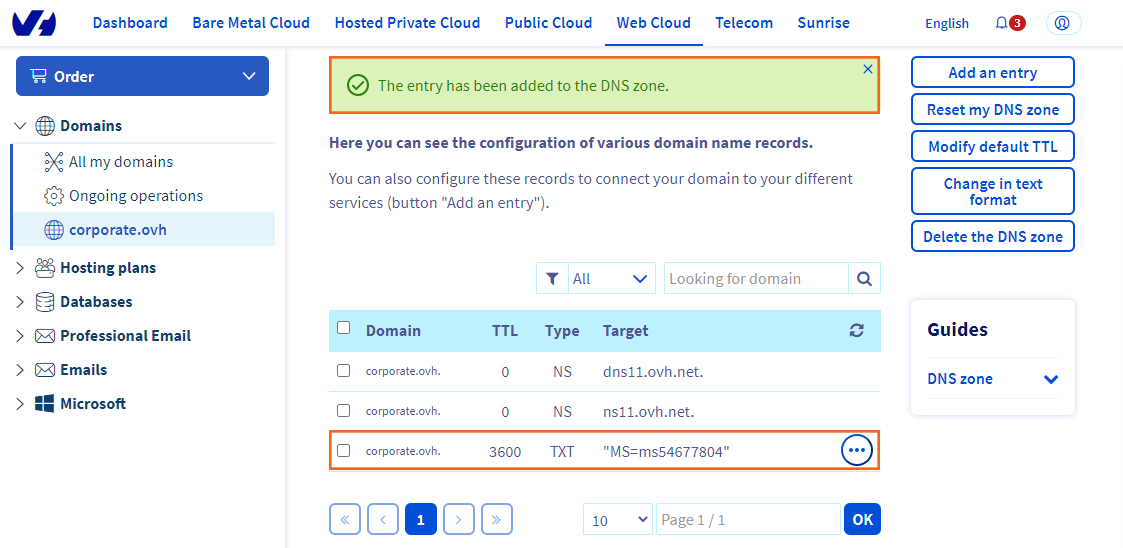 Dashboard Bare Metal Cloud Hosted Private Cloud Public Cloud Web Cloud Telecom Sunrise English 3
Order
Domains
All my domains
Ongoing operations
corporate.ovh
Hosting plans
Databases
Professional Email
Emails
Microsoft
The entry has been added to the DNS zone.
Here you can see the configuration of various domain name records.
You can also configure these records to connect your domain to your different
services (button "Add an entry").
All Looking for domain
Domain TTL Type Target
corporate.ovh. 0 NS dns11.ovh.net.
corporate.ovh. 0 NS ns11.ovh.net.
corporate.ovh. 3600 TXT "MS=ms54677804"
« ‹ 1 › » 10 Page 1 / 1 OK
Add an entry
Reset my DNS zone
Modify default TTL
Change in text
format
Delete the DNS zone
Guides
DNS zone